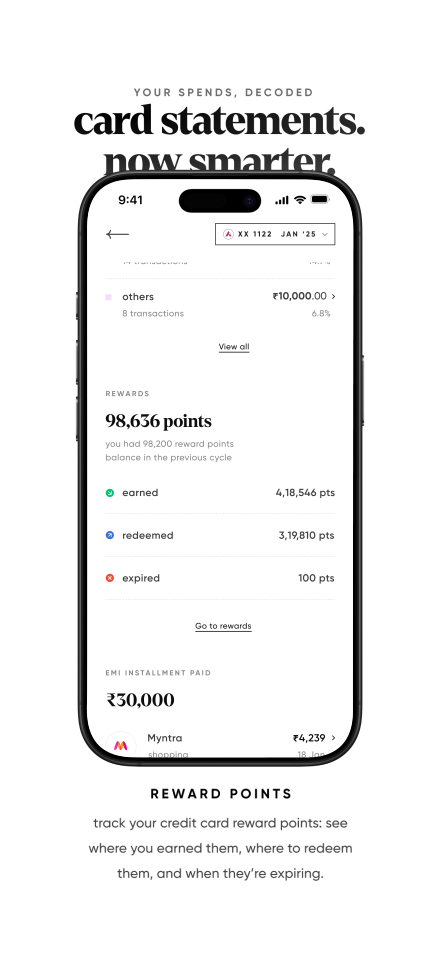 YOUR SPENDS, DECODED
card statements.
now smarter.
9:41
XX 1122 JAN '25
14 transactions
others ₹10,000.00
8 transactions 6.8%
View all
REWARDS
98,636 points
you had 98,200 reward points
balance in the previous cycle
earned 4,18,546 pts
redeemed 3,19,810 pts
expired 100 pts
Go to rewards
EMI INSTALLMENT PAID
₹30,000
Myntra ₹4,239
shopping 18 Jan
REWARD POINTS
track your credit card reward points: see
where you earned them, where to redeem
them, and when they're expiring.